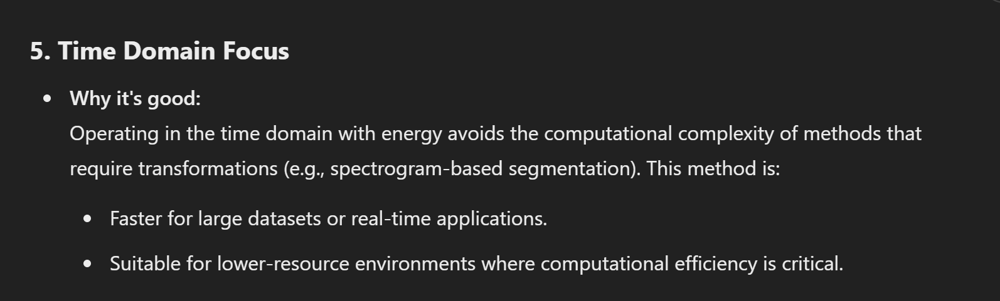 5. Time Domain Focus
• Why it's good:
Operating in the time domain with energy avoids the computational complexity of methods that
require transformations (e.g., spectrogram-based segmentation). This method is:
• Faster for large datasets or real-time applications.
• Suitable for lower-resource environments where computational efficiency is critical.